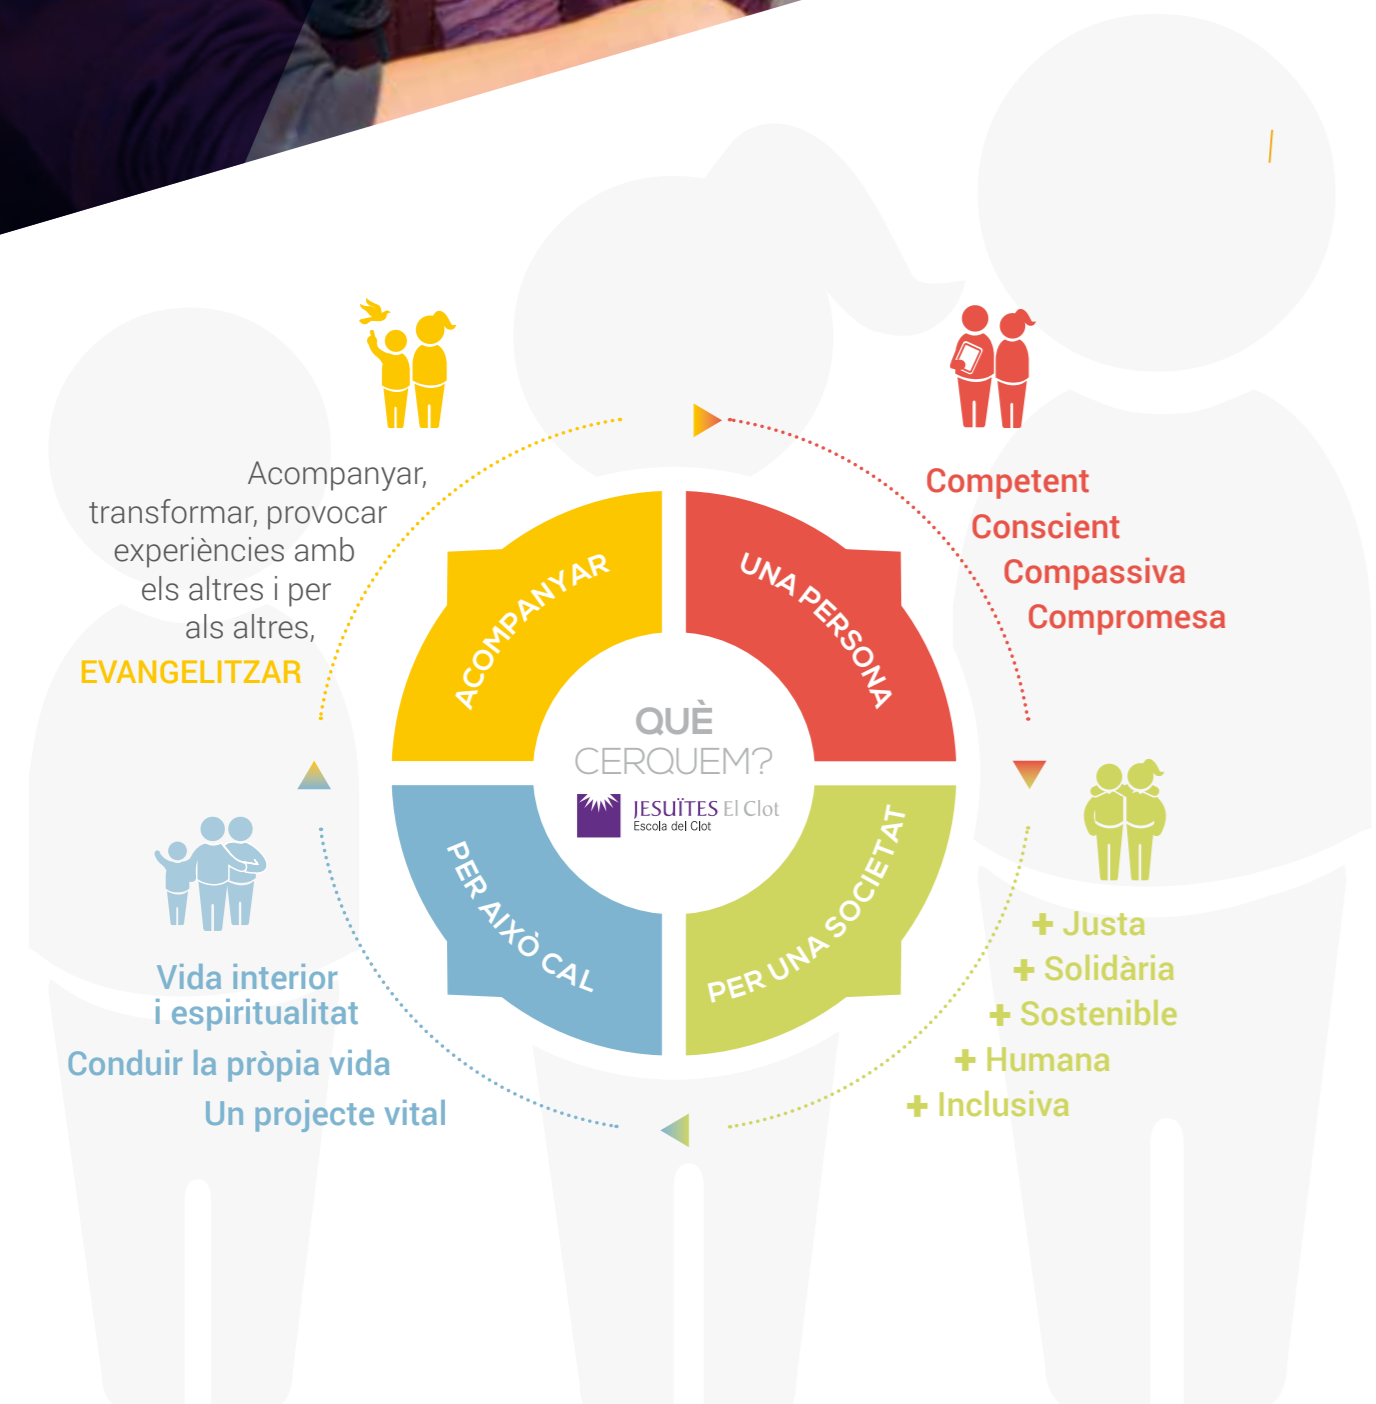 Acompanyar,
transformar, provocar
experiències amb
els altres i per
als altres,
EVANGELITZAR
ACOMPANYAR
UNA PERSONA
Competent
Conscient
Compassiva
Compromesa
QUÈ
CERQUEM?
JESUÏTES El Clot
Escola del Clot
PER UNA SOCIETAT
+ Justa
+ Solidària
+ Sostenible
+ Humana
+ Inclusiva
PER AIXÒ CAL
Vida interior
i espiritualitat
Conduir la pròpia vida
Un projecte vital